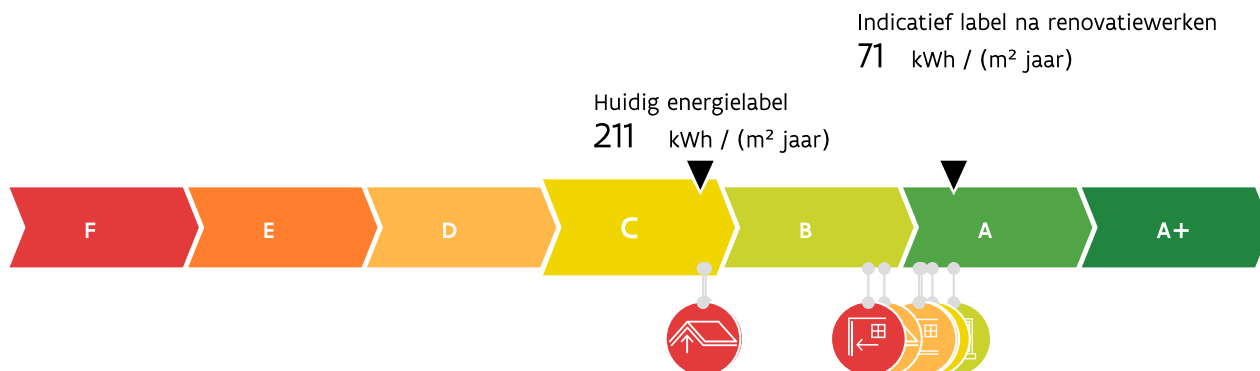 Indicatief label na renovatiewerken
71 kWh / (m² jaar)
Huidig energielabel
211 kWh / (m² jaar)
F E D C B A A+